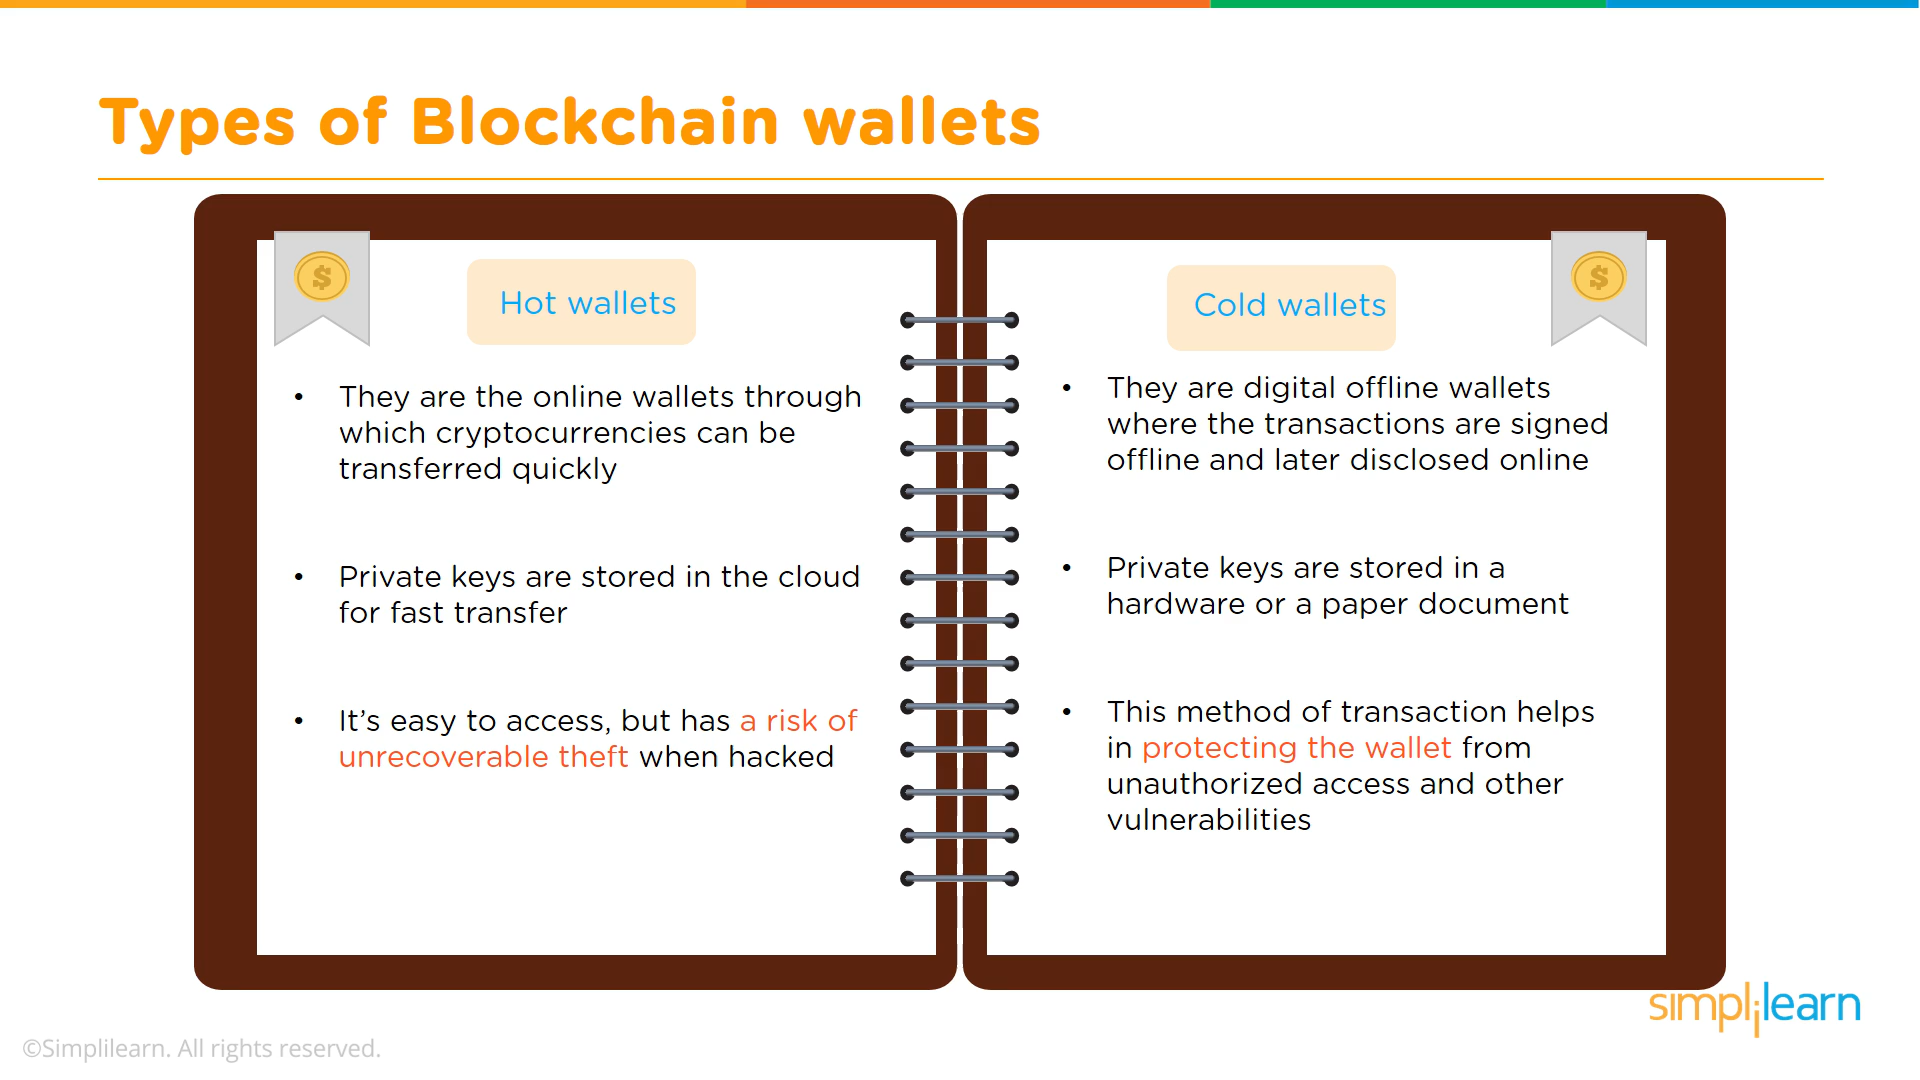 Types of Blockchain wallets
$
Hot wallets
• They are the online wallets through
which cryptocurrencies can be
transferred quickly
• Private keys are stored in the cloud
for fast transfer
• It’s easy to access, but has a risk of
unrecoverable theft when hacked
$
Cold wallets
• They are digital offline wallets
where the transactions are signed
offline and later disclosed online
• Private keys are stored in a
hardware or a paper document
• This method of transaction helps
in protecting the wallet from
unauthorized access and other
vulnerabilities
simplilearn
©Simplilearn. All rights reserved.